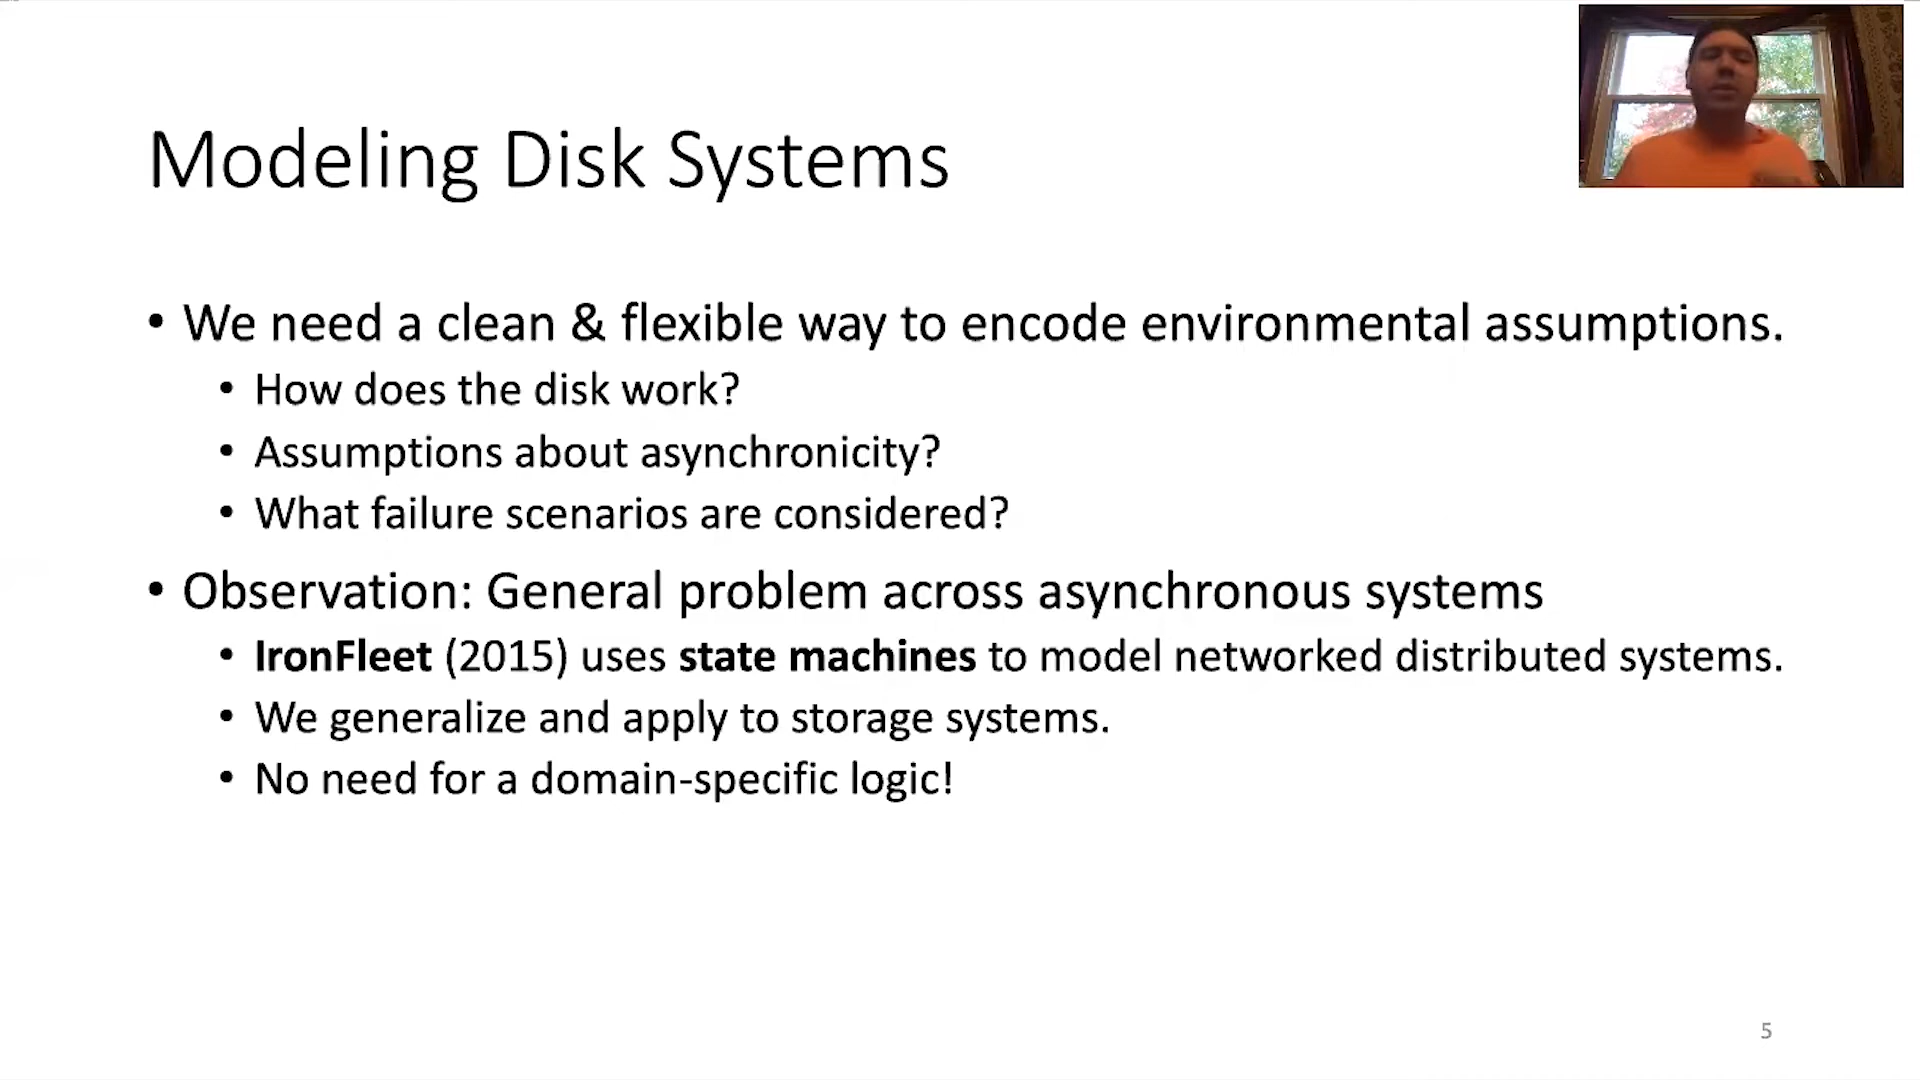 Modeling Disk Systems
• We need a clean & flexible way to encode environmental assumptions.
• How does the disk work?
• Assumptions about asynchronicity?
• What failure scenarios are considered?
• Observation: General problem across asynchronous systems
• IronFleet (2015) uses state machines to model networked distributed systems.
• We generalize and apply to storage systems.
• No need for a domain-specific logic!
5